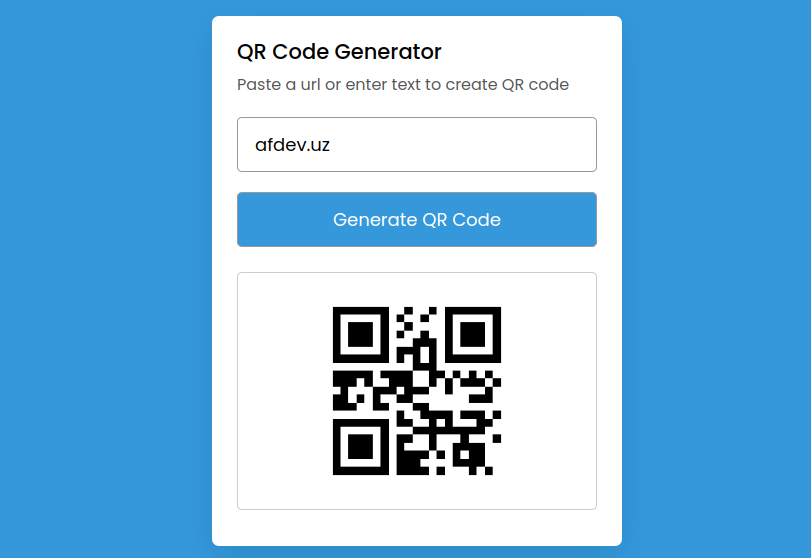 QR Code Generator
Paste a url or enter text to create QR code
afdev.uz
Generate QR Code